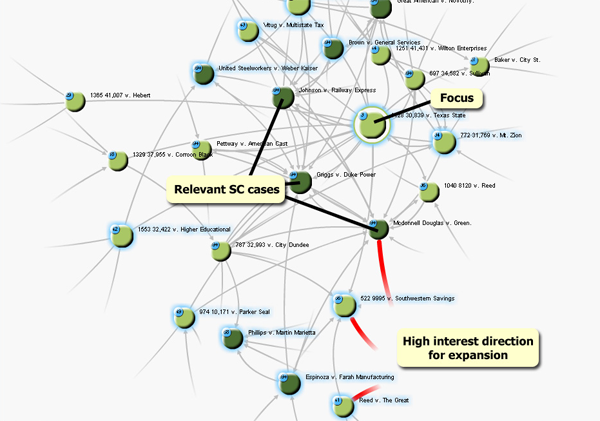 Great American v. Novotny.
Vitug v. Multistate Tax
Brown v. General Services
1251 41,431 v. Wilton Enterprises
Baker v. City St.
United Steelworkers v. Weber Kaiser
697 34,582 v. Sullivan
Johnson v. Railway Express
Focus
1365 41,007 v. Hebert
1328 30,839 v. Texas State
772 31,769 v. Mt. Zion
Pettway v. American Cast
1329 37,955 v. Corroon Black
Griggs v. Duke Power
1040 8120 v. Reed
Relevant SC cases
Mcdonnell Douglas v. Green.
1553 32,422 v. Higher Educational
787 32,993 v. City Dundee
522 9995 v. Southwestern Savings
974 10,171 v. Parker Seal
Phillips v. Martin Marietta
High interest direction
for expansion
Espinoza v. Farah Manufacturing
Reed v. The Great